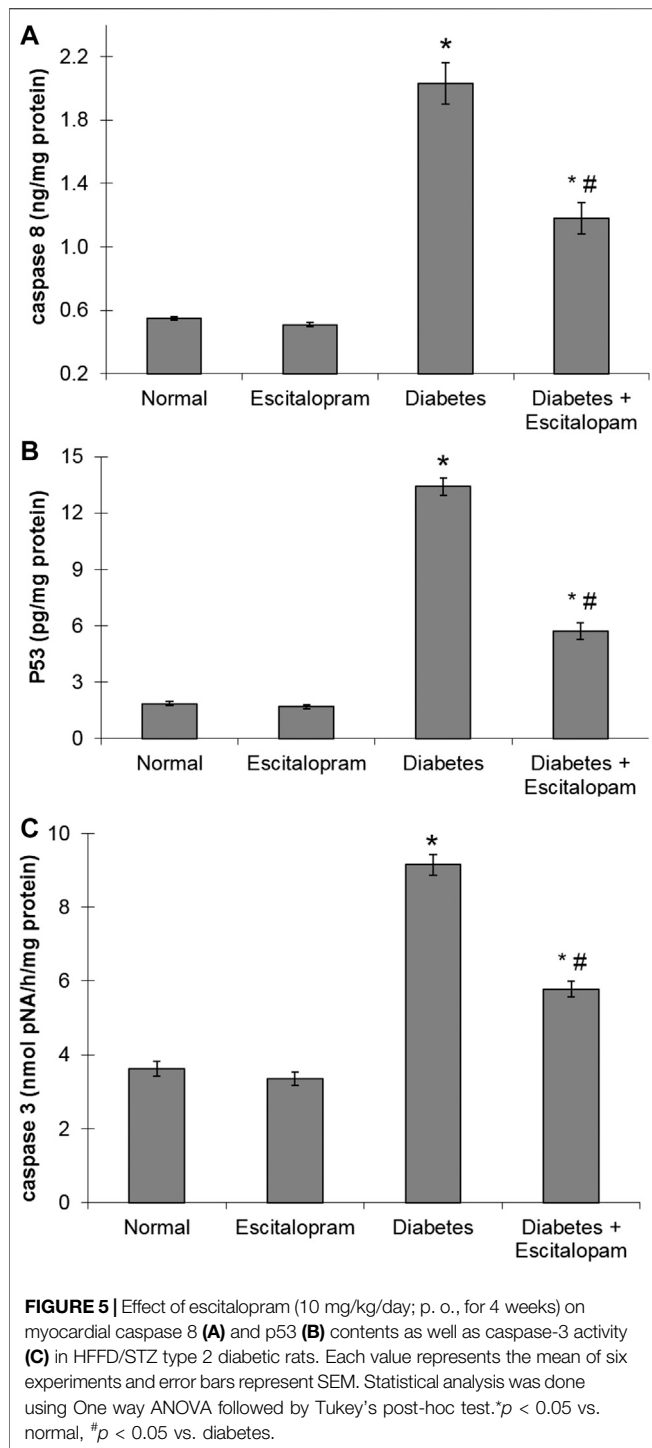 A
caspase 8 (ng/mg protein)
2.2
1.8
1.4
1.0
0.6
0.2
*
* #
Normal Escitalopram Diabetes Diabetes +
Escitalopam
B
P53 (pg/mg protein)
15
12
9
6
3
0
*
* #
Normal Escitalopram Diabetes Diabetes +
Escitalopam
C
caspase 3 (nmol pNA/h/mg protein)
10
8
6
4
2
0
*
* #
Normal Escitalopram Diabetes Diabetes +
Escitalopam
FIGURE 5 | Effect of escitalopram (10 mg/kg/day; p. o., for 4 weeks) on
myocardial caspase 8 (A) and p53 (B) contents as well as caspase-3 activity
(C) in HFFD/STZ type 2 diabetic rats. Each value represents the mean of six
experiments and error bars represent SEM. Statistical analysis was done
using One way ANOVA followed by Tukey's post-hoc test.*p < 0.05 vs.
normal, #p < 0.05 vs. diabetes.